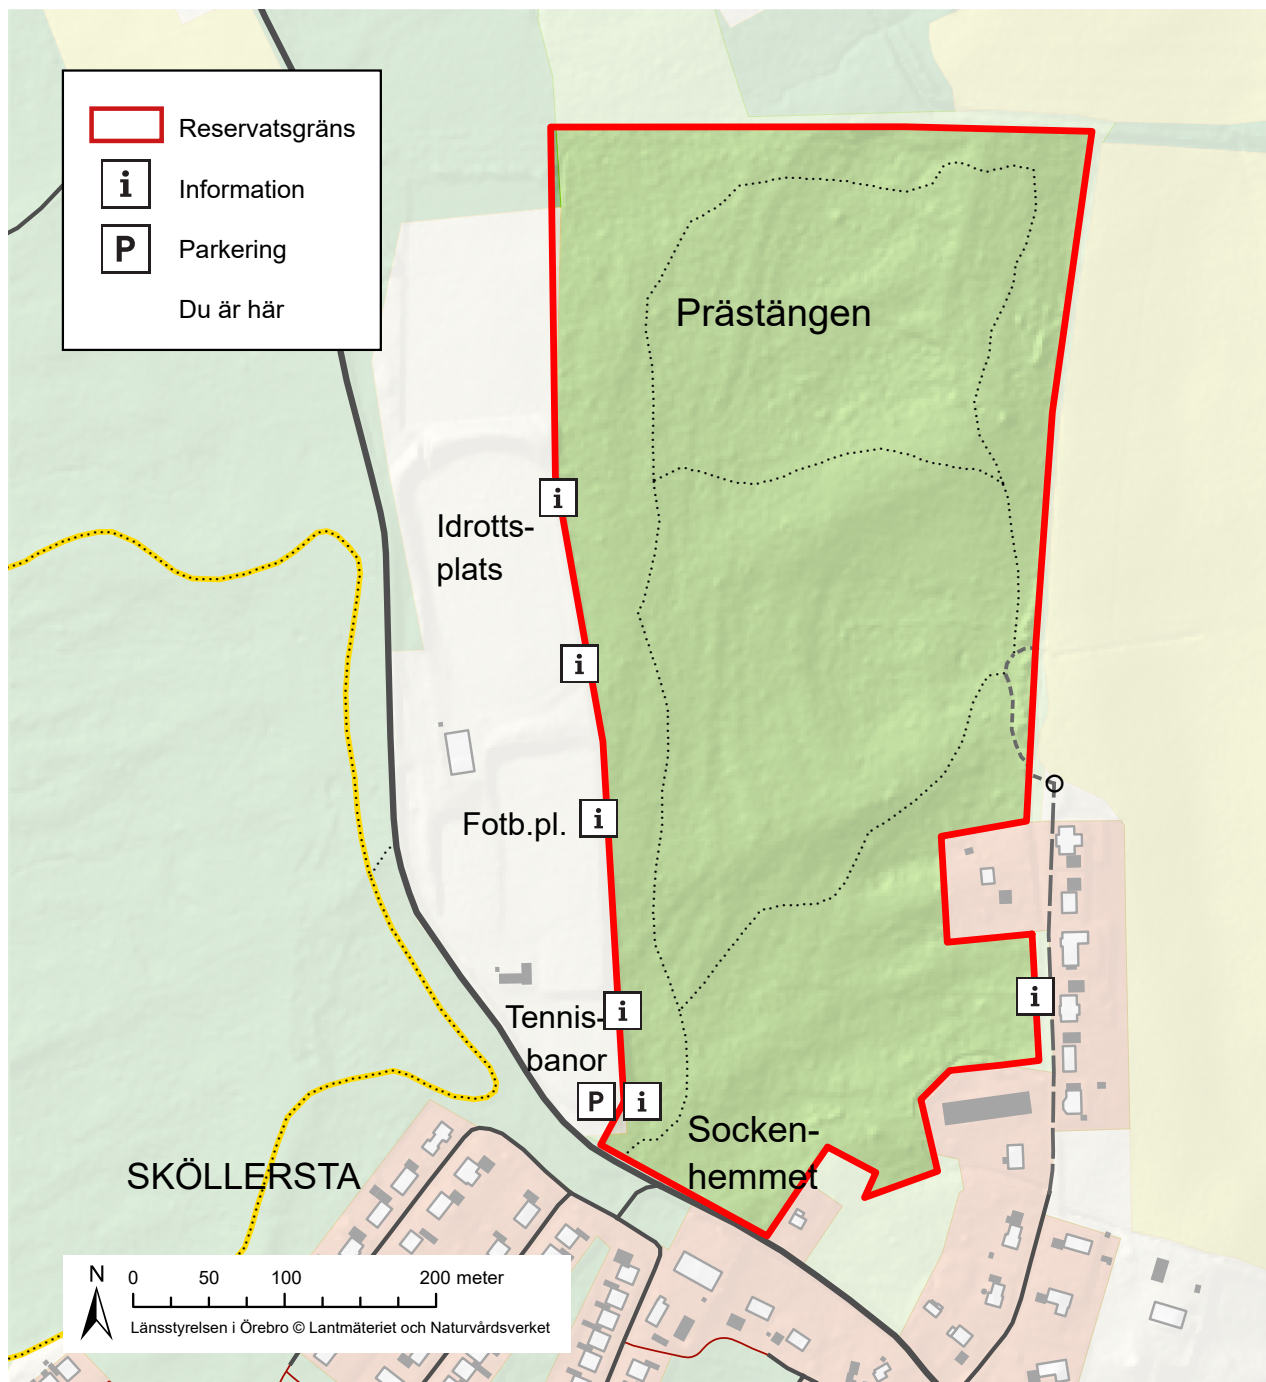 Reservatsgräns
i
Information
P
Parkering
Du är här
Prästängen
i
Idrotts-
plats
i
Fotb.pl.
i
i
i
Tennis-
banor
P
i
Socken-
hemmet
SKÖLLERSTA
N
0 50 100 200 meter
Länsstyrelsen i Örebro © Lantmäteriet och Naturvårdsverket